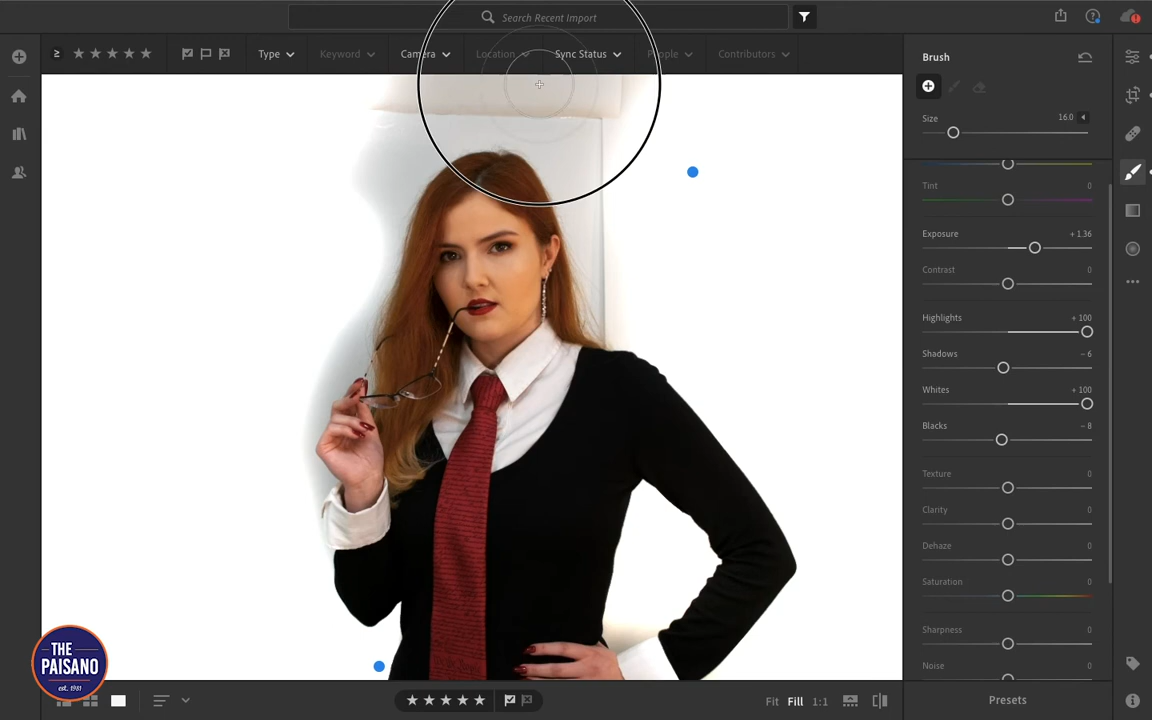 Search Recent Import
≥ Type Keyword Camera Location Sync Status People Contributors
Brush
Size 16.0
Tint 0
Exposure + 1.36
Contrast 0
Highlights + 100
Shadows – 6
Whites + 100
Blacks – 8
Texture 0
Clarity 0
Dehaze 0
Saturation 0
Sharpness 0
Noise
THE
PAISANO
est. 1981
Fit Fill 1:1
Presets